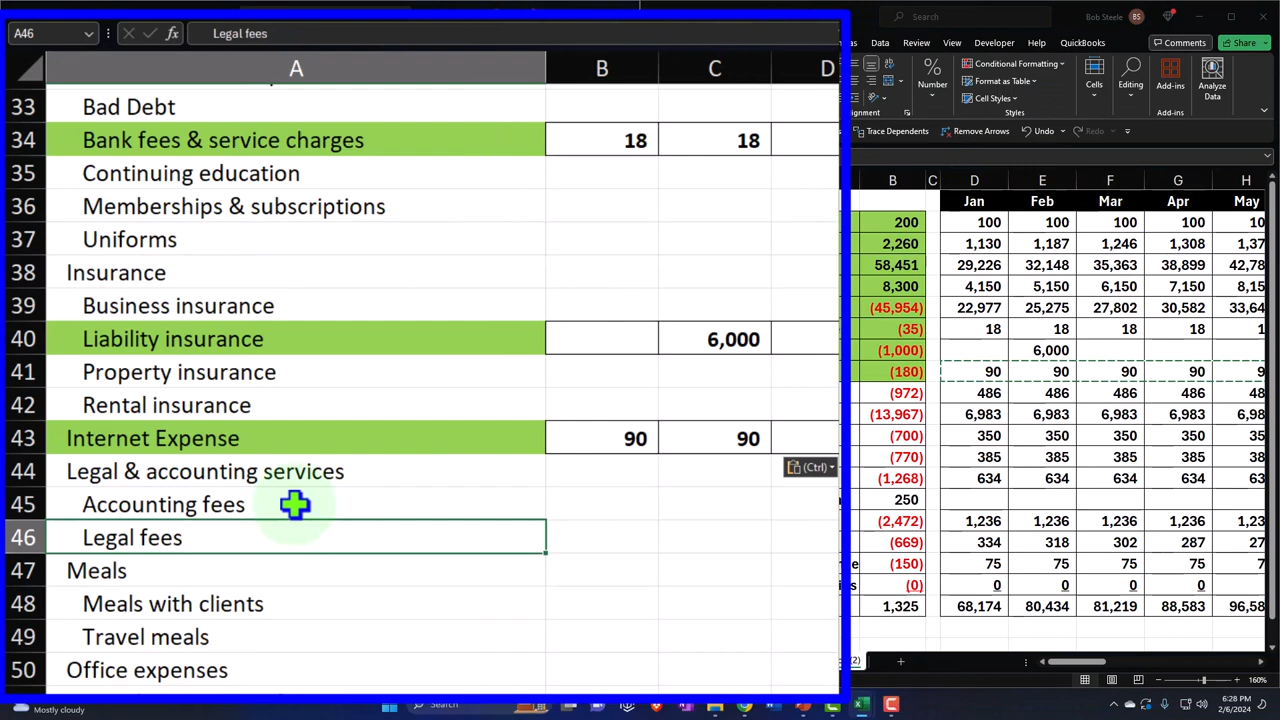 A46
fx
Legal fees
A B C D
33 Bad Debt
34 Bank fees & service charges 18 18
35 Continuing education
36 Memberships & subscriptions
37 Uniforms
38 Insurance
39 Business insurance
40 Liability insurance 6,000
41 Property insurance
42 Rental insurance
43 Internet Expense 90 90
44 Legal & accounting services
(Ctrl)
45 Accounting fees
46 Legal fees
47 Meals
48 Meals with clients
49 Travel meals
50 Office expenses
Search
Bob Steele BS
Data Review View Developer Help QuickBooks
Comments Share
Conditional Formatting
Format as Table
Cell Styles
Number
Cells
Editing
Add-ins
Analyze
Data
Styles
Add-ins
Trace Dependents Remove Arrows Undo
B C D E F G H
Jan Feb Mar Apr May
200 100 100 100 100 10
2,260 1,130 1,187 1,246 1,308 1,37
58,451 29,226 32,148 35,363 38,899 42,78
8,300 4,150 5,150 6,150 7,150 8,15
(45,954) 22,977 25,275 27,802 30,582 33,64
(35) 18 18 18 18 1
(1,000) 6,000
(180) 90 90 90 90 9
(972) 486 486 486 486 48
(13,967) 6,983 6,983 6,983 6,983 6,98
(700) 350 350 350 350 35
(770) 385 385 385 385 38
(1,268) 634 634 634 634 63
250
(2,472) 1,236 1,236 1,236 1,236 1,23
(669) 334 318 302 287 27
(150) 75 75 75 75 7
(0) 0 0 0 0
1,325 68,174 80,434 81,219 88,583 96,58
(2)
160%
Mostly cloudy
Search
6:28 PM
2/6/2024